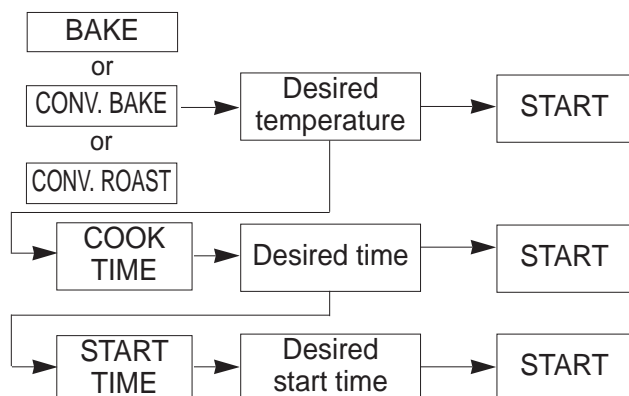 BAKE
or
CONV. BAKE
or
CONV. ROAST
Desired
temperature
START
COOK
TIME
Desired time
START
START
TIME
Desired
start time
START